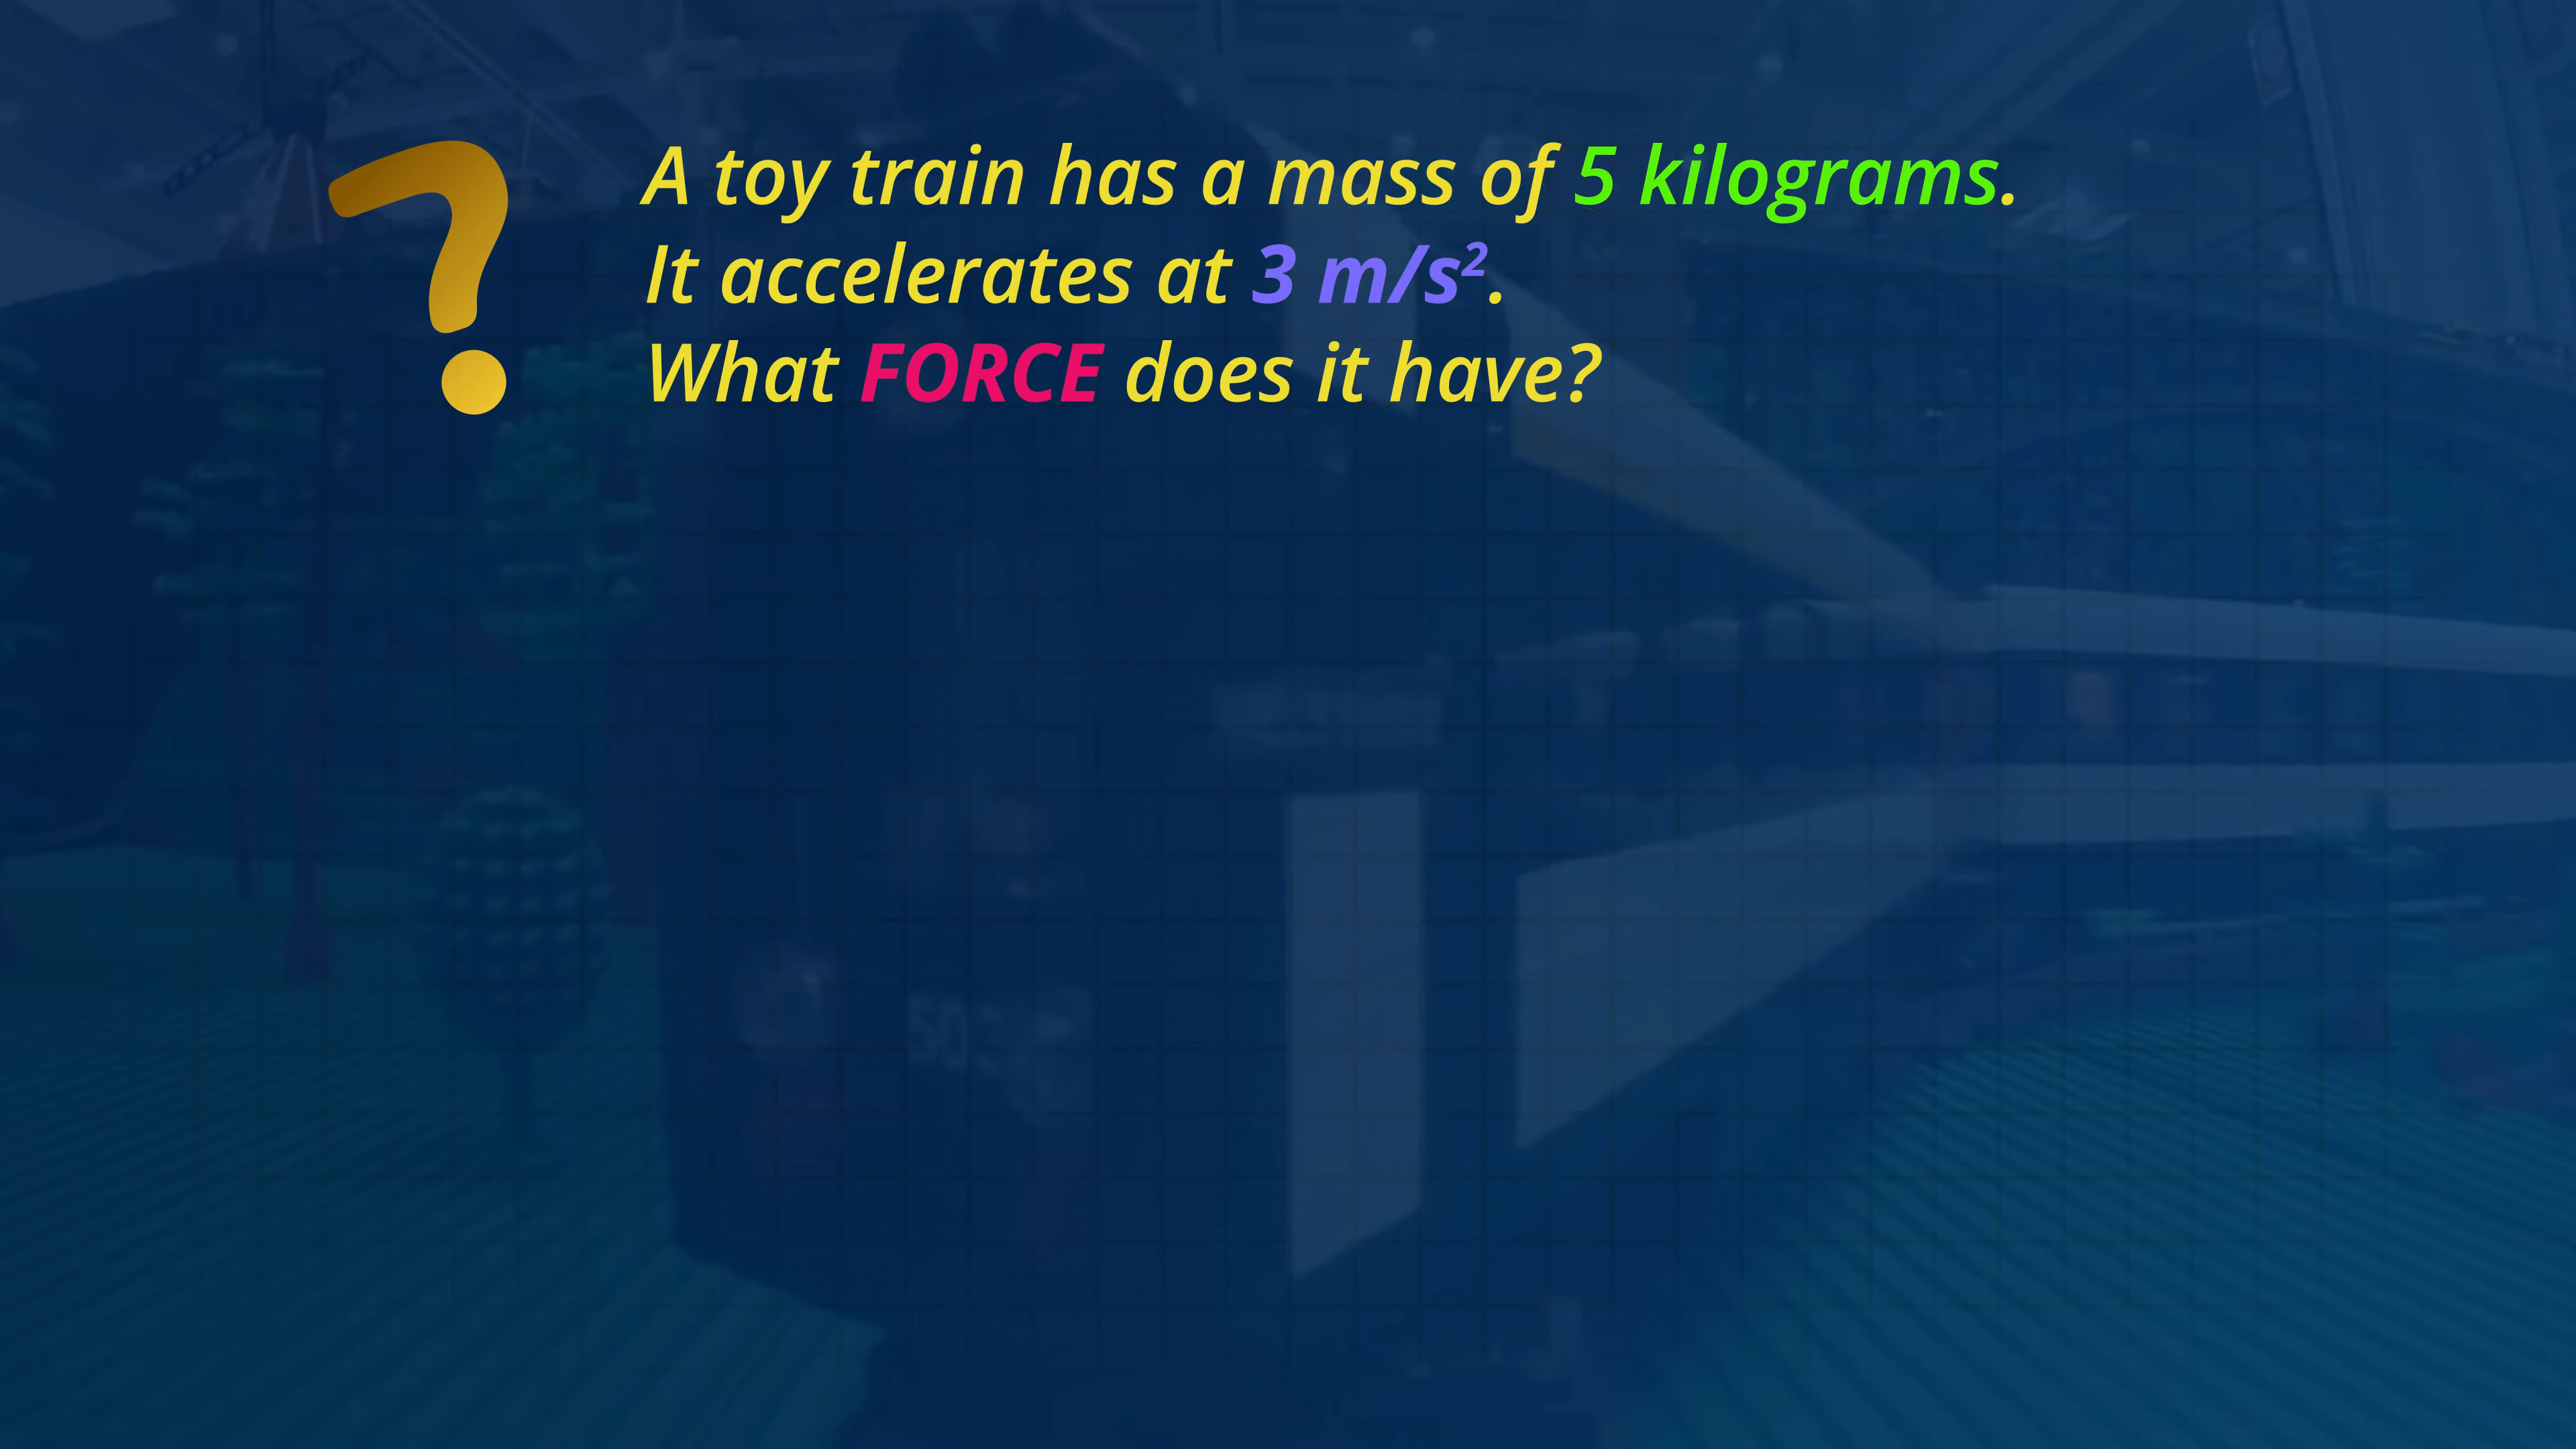 ?
A toy train has a mass of 5 kilograms.
It accelerates at 3 m/s².
What FORCE does it have?